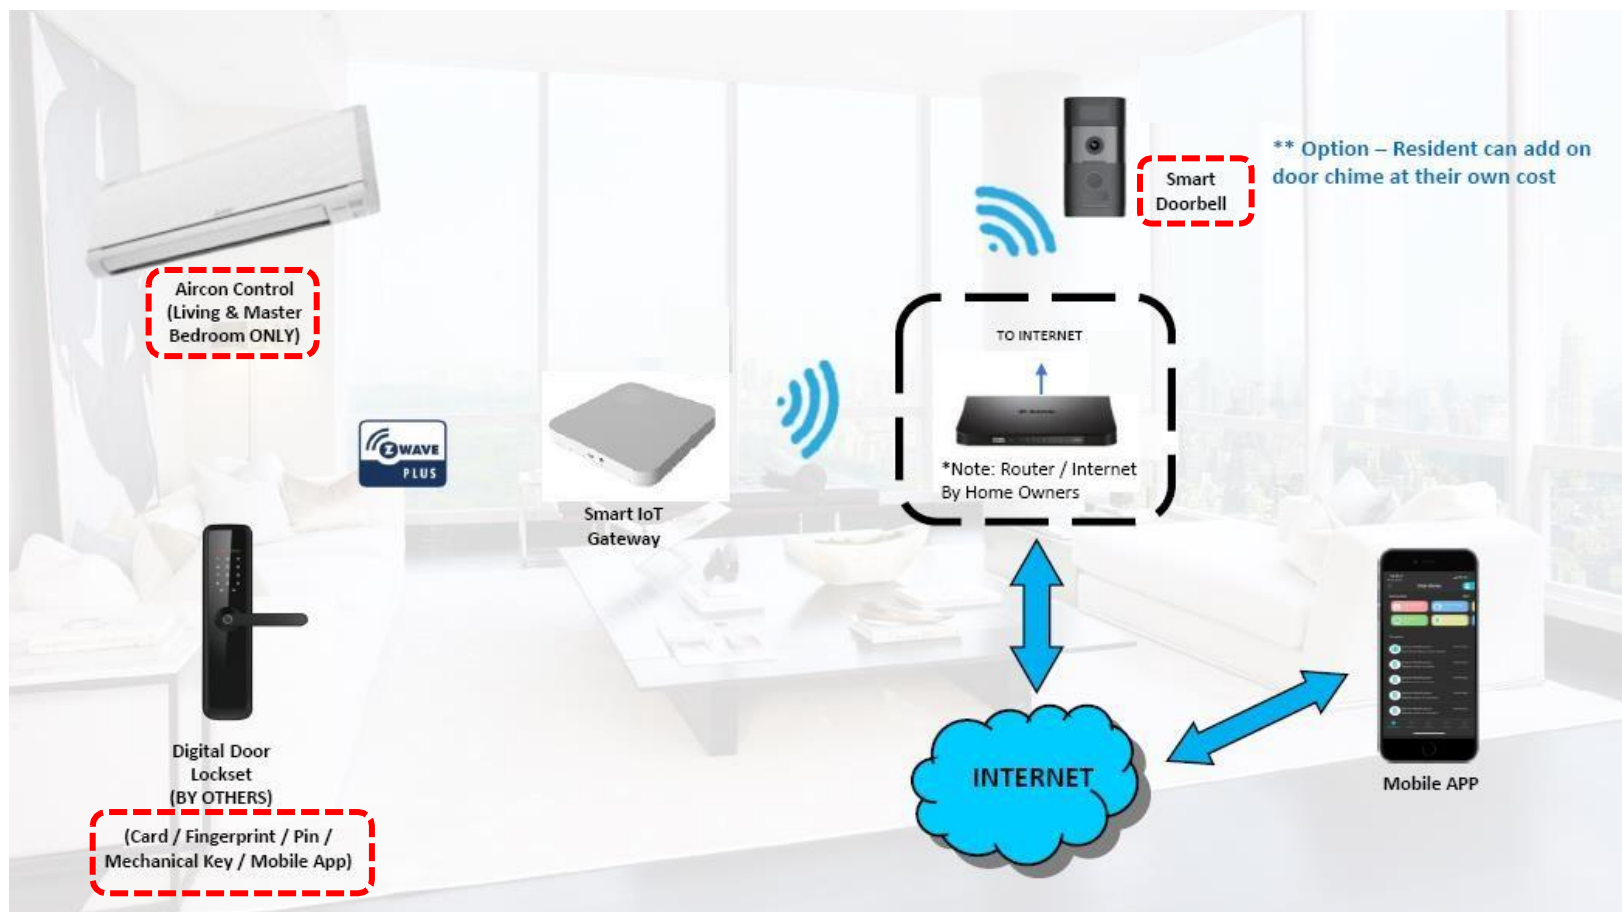 ** Option – Resident can add on
door chime at their own cost
Smart
Doorbell
Aircon Control
(Living & Master
Bedroom ONLY)
TO INTERNET
*Note: Router / Internet
By Home Owners
Z WAVE
PLUS
Smart IoT
Gateway
Digital Door
Lockset
(BY OTHERS)
(Card / Fingerprint / Pin /
Mechanical Key / Mobile App)
INTERNET
Mobile APP